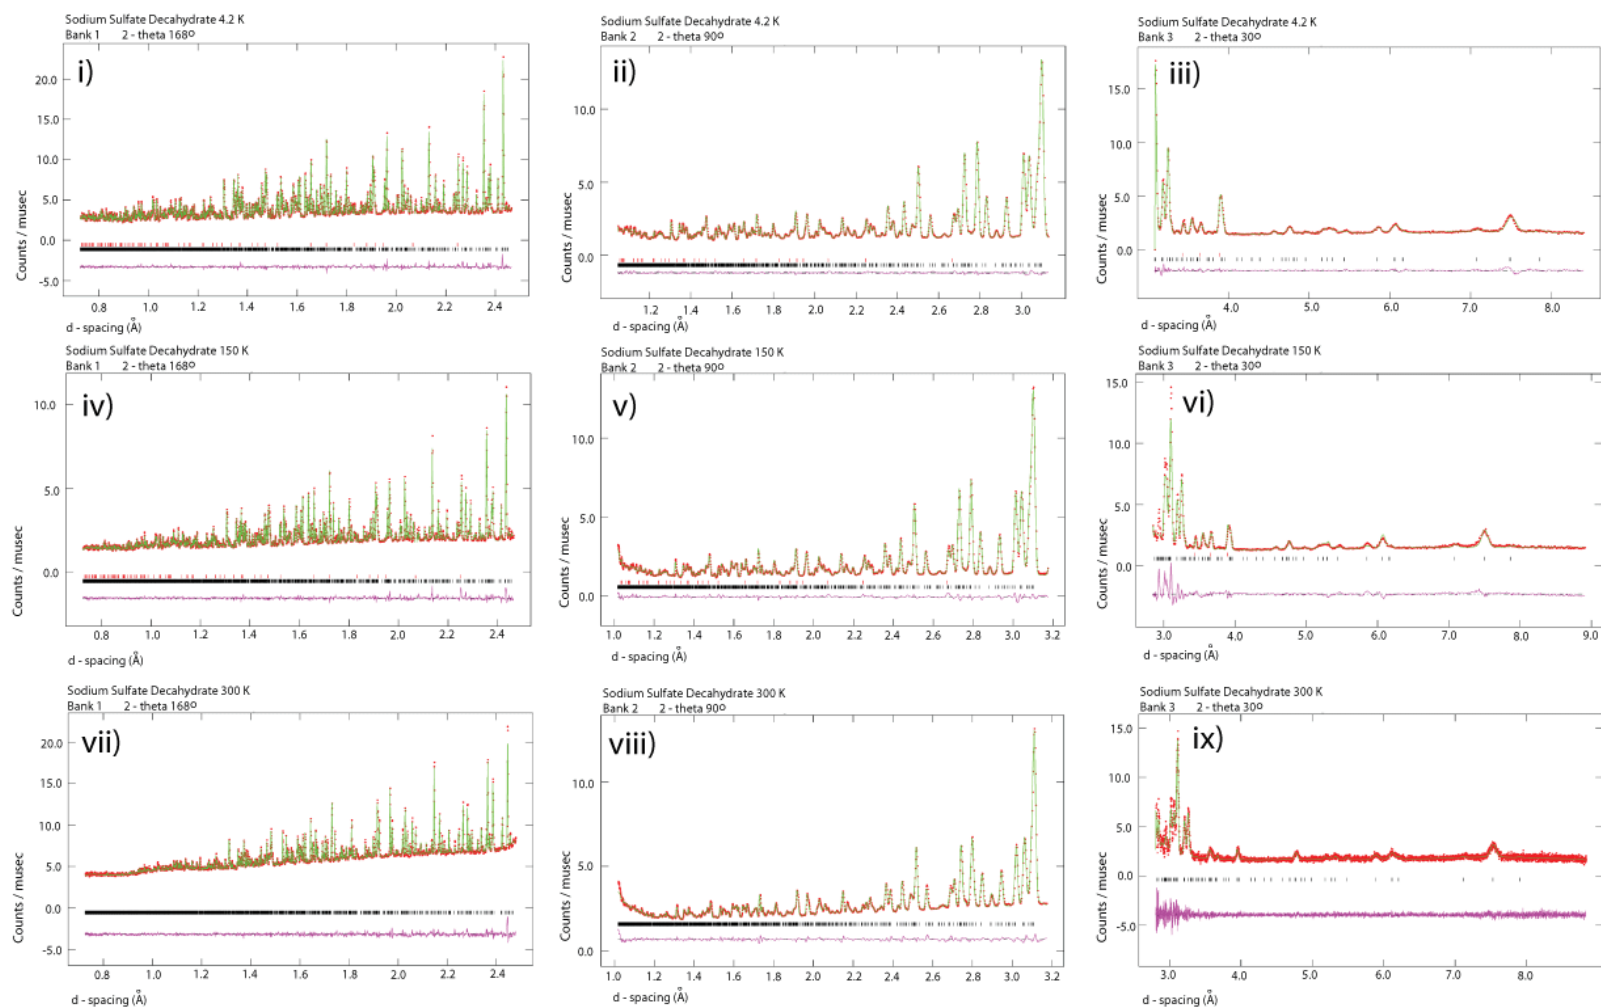 Sodium Sulfate Decahydrate 4.2 K
Bank 1 2 - theta 168º
i)
20.0
15.0
10.0
5.0
0.0
-5.0
Counts / musec
0.8 1.0 1.2 1.4 1.6 1.8 2.0 2.2 2.4
d - spacing (Å)
Sodium Sulfate Decahydrate 4.2 K
Bank 2 2 - theta 90º
ii)
10.0
5.0
0.0
Counts / musec
1.2 1.4 1.6 1.8 2.0 2.2 2.4 2.6 2.8 3.0
d - spacing (Å)
Sodium Sulfate Decahydrate 4.2 K
Bank 3 2 - theta 30º
iii)
15.0
10.0
5.0
0.0
Counts / musec
4.0 5.0 6.0 7.0 8.0
d - spacing (Å)
Sodium Sulfate Decahydrate 150 K
Bank 1 2 - theta 168º
iv)
10.0
5.0
0.0
Counts / musec
0.8 1.0 1.2 1.4 1.6 1.8 2.0 2.2 2.4
d - spacing (Å)
Sodium Sulfate Decahydrate 150 K
Bank 2 2 - theta 90º
v)
10.0
5.0
0.0
Counts / musec
1.0 1.2 1.4 1.6 1.8 2.0 2.2 2.4 2.6 2.8 3.0 3.2
d - spacing (Å)
Sodium Sulfate Decahydrate 150 K
Bank 3 2 - theta 30º
vi)
15.0
10.0
5.0
0.0
Counts / musec
3.0 4.0 5.0 6.0 7.0 8.0 9.0
d - spacing (Å)
Sodium Sulfate Decahydrate 300 K
Bank 1 2 - theta 168º
vii)
20.0
15.0
10.0
5.0
0.0
-5.0
Counts / musec
0.8 1.0 1.2 1.4 1.6 1.8 2.0 2.2 2.4
d - spacing (Å)
Sodium Sulfate Decahydrate 300 K
Bank 2 2 - theta 90º
viii)
10.0
5.0
0.0
Counts / musec
1.0 1.2 1.4 1.6 1.8 2.0 2.2 2.4 2.6 2.8 3.0 3.2
d - spacing (Å)
Sodium Sulfate Decahydrate 300 K
Bank 3 2 - theta 30º
ix)
15.0
10.0
5.0
0.0
-5.0
Counts / musec
3.0 4.0 5.0 6.0 7.0 8.0
d - spacing (Å)